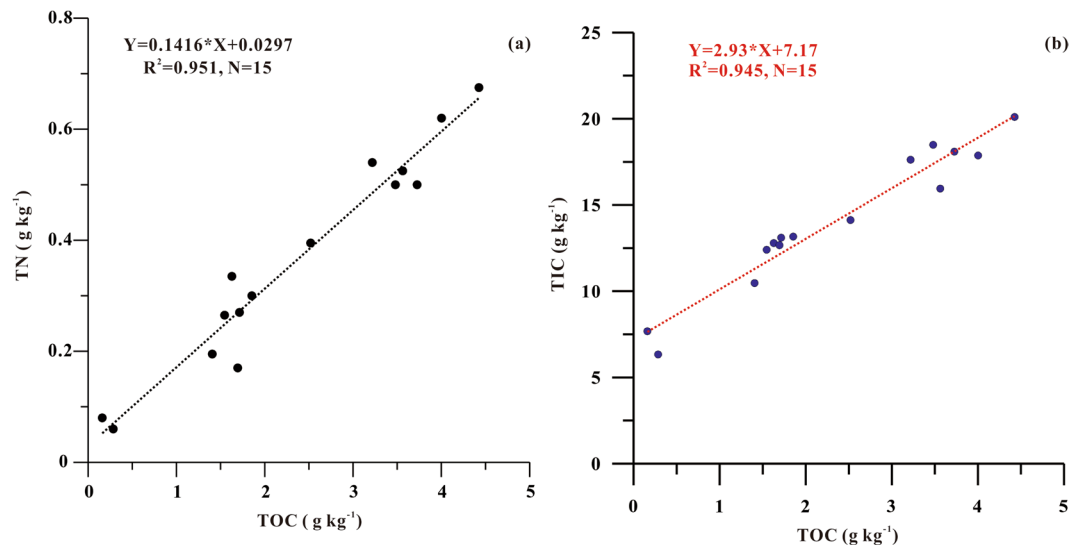 Y=0.1416*X+0.0297
R²=0.951, N=15
(a)
0.8
0.6
0.4
0.2
0
TN ( g kg⁻¹)
0 1 2 3 4 5
TOC ( g kg⁻¹)
Y=2.93*X+7.17
R²=0.945, N=15
(b)
25
20
15
10
5
0
TIC (g kg⁻¹)
0 1 2 3 4 5
TOC ( g kg⁻¹)